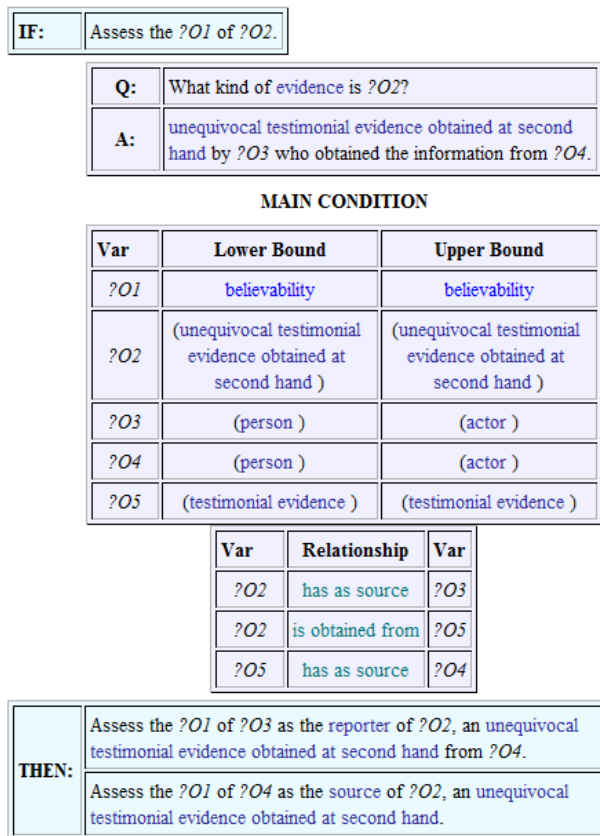 IF: Assess the ?O1 of ?O2.
Q: What kind of evidence is ?O2?
A: unequivocal testimonial evidence obtained at second
hand by ?O3 who obtained the information from ?O4.
MAIN CONDITION
Var Lower Bound Upper Bound
?O1 believability believability
?O2 (unequivocal testimonial evidence obtained at second hand ) (unequivocal testimonial evidence obtained at second hand )
?O3 (person ) (actor )
?O4 (person ) (actor )
?O5 (testimonial evidence ) (testimonial evidence )
Var Relationship Var
?O2 has as source ?O3
?O2 is obtained from ?O5
?O5 has as source ?O4
THEN:
Assess the ?O1 of ?O3 as the reporter of ?O2, an unequivocal
testimonial evidence obtained at second hand from ?O4.
Assess the ?O1 of ?O4 as the source of ?O2, an unequivocal
testimonial evidence obtained at second hand.